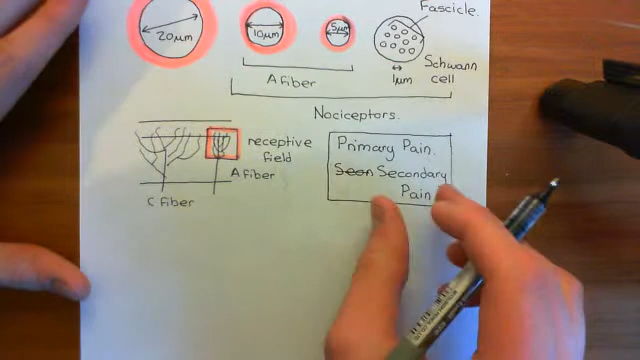 Fascicle.
20μm
10μm
5μm
1μm
Schwann
cell
A fiber
Nociceptors.
receptive
field
A fiber
C fiber
Primary Pain.
Seon Secondary
Pain